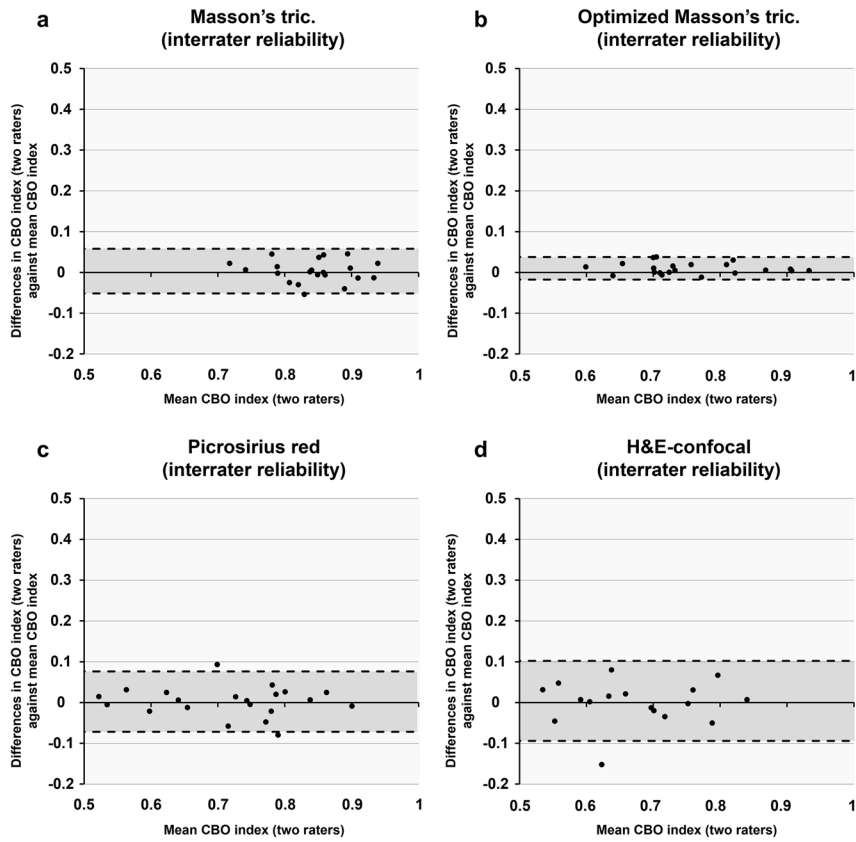 a
Masson's tric.
(interrater reliability)
Differences in CBO index (two raters)
against mean CBO index
0.5
0.4
0.3
0.2
0.1
0
-0.1
-0.2
0.5 0.6 0.7 0.8 0.9 1
Mean CBO index (two raters)
b
Optimized Masson's tric.
(interrater reliability)
Differences in CBO index (two raters)
against mean CBO index
0.5
0.4
0.3
0.2
0.1
0
-0.1
-0.2
0.5 0.6 0.7 0.8 0.9 1
Mean CBO index (two raters)
c
Picrosirius red
(interrater reliability)
Differences in CBO index (two raters)
against mean CBO index
0.5
0.4
0.3
0.2
0.1
0
-0.1
-0.2
0.5 0.6 0.7 0.8 0.9 1
Mean CBO index (two raters)
d
H&E-confocal
(interrater reliability)
Differences in CBO index (two raters)
against mean CBO index
0.5
0.4
0.3
0.2
0.1
0
-0.1
-0.2
0.5 0.6 0.7 0.8 0.9 1
Mean CBO index (two raters)